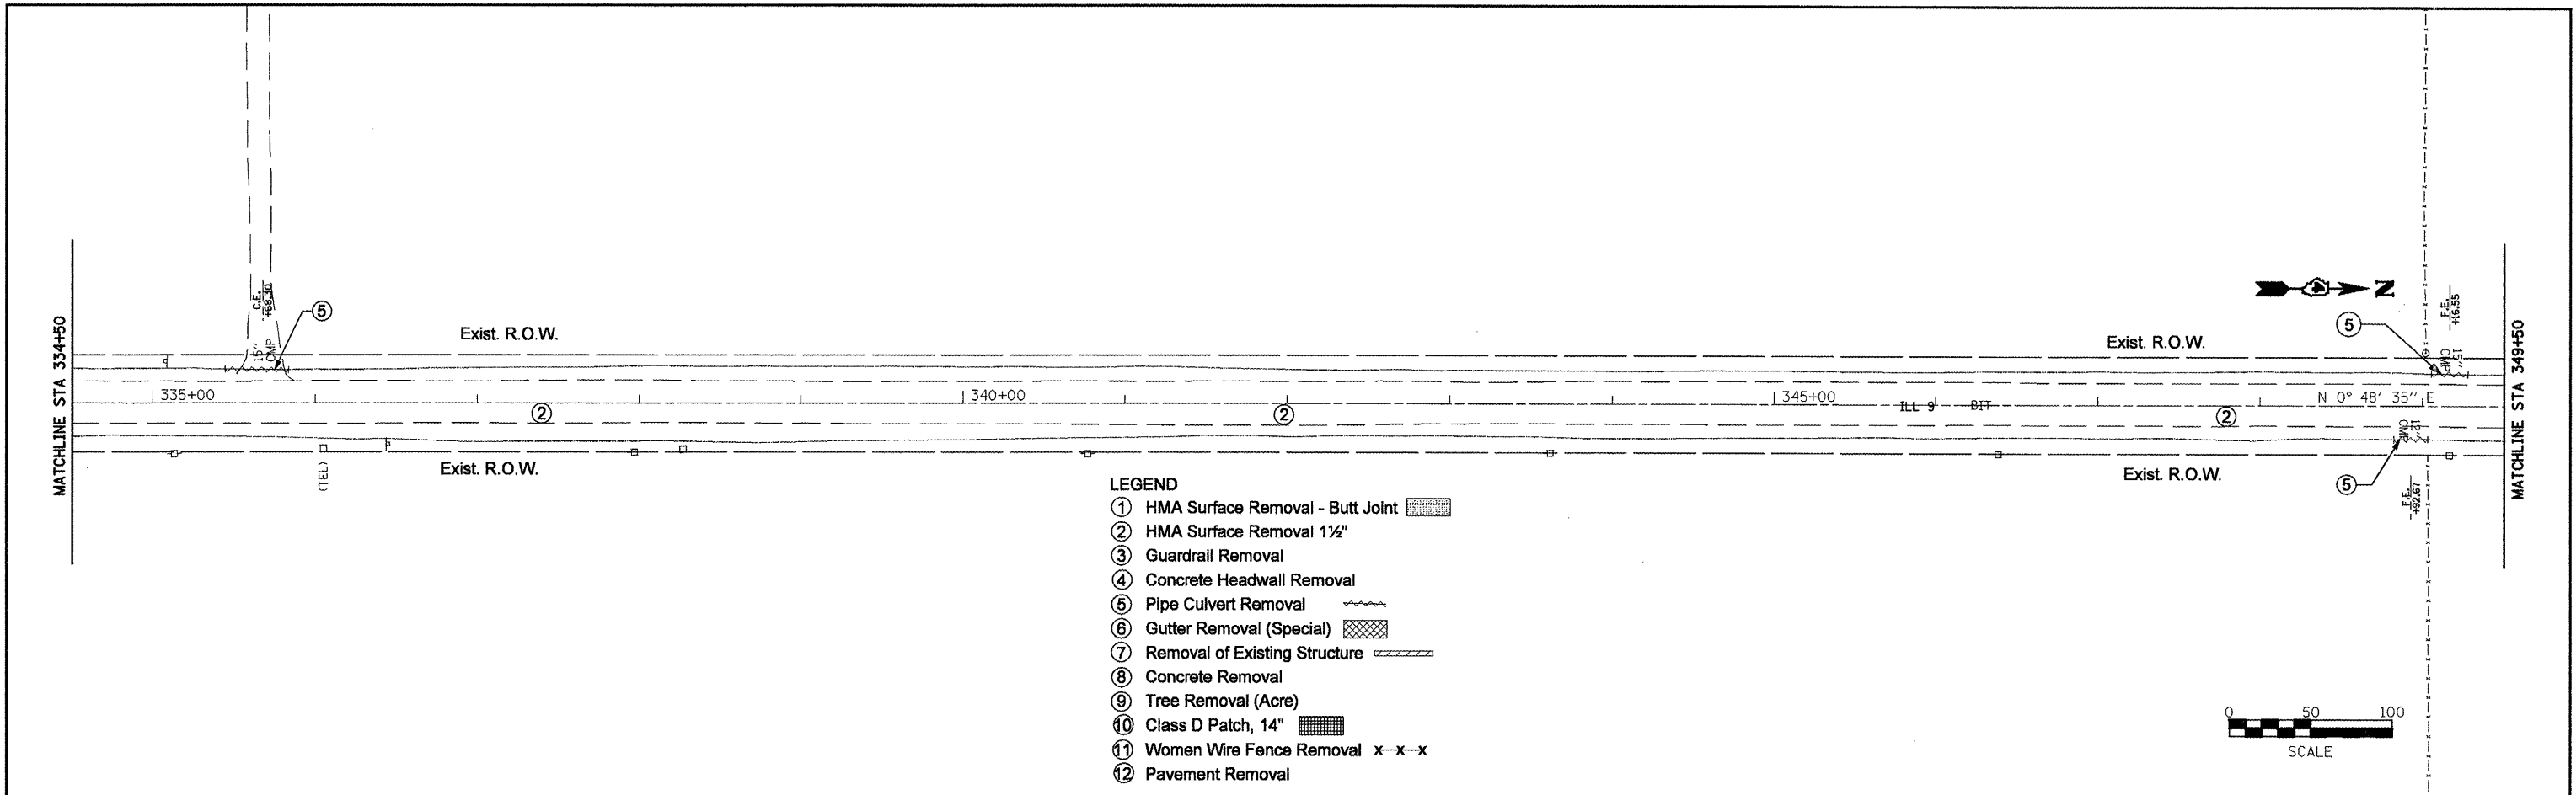 MATCHLINE STA 334+50
C.E.
+68.30
15"
CMP
5
Exist. R.O.W.
335+00
2
340+00
2
345+00
ILL 9 BIT
N 0° 48' 35" E
2
N
Exist. R.O.W.
5
F.E.
+16.55
15"
CMP
12"
CMP
5
F.E.
+92.67
MATCHLINE STA 349+50
(TEL)
Exist. R.O.W.
Exist. R.O.W.
LEGEND
1 HMA Surface Removal - Butt Joint
2 HMA Surface Removal 1½"
3 Guardrail Removal
4 Concrete Headwall Removal
5 Pipe Culvert Removal
6 Gutter Removal (Special)
7 Removal of Existing Structure
8 Concrete Removal
9 Tree Removal (Acre)
10 Class D Patch, 14"
11 Women Wire Fence Removal x-x-x
12 Pavement Removal
0 50 100
SCALE